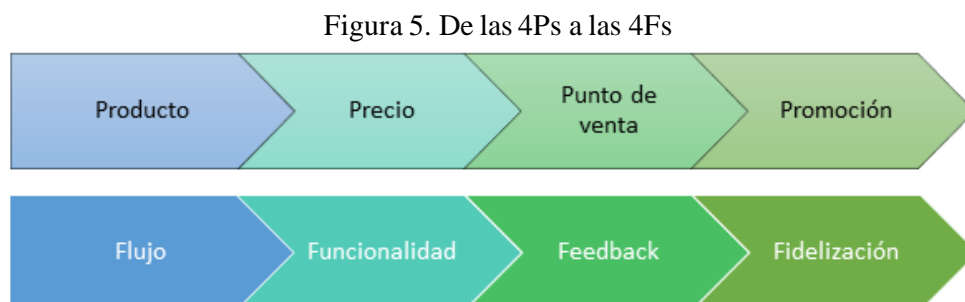 Figura 5. De las 4Ps a las 4Fs
Producto
Precio
Punto de
venta
Promoción
Flujo
Funcionalidad
Feedback
Fidelización